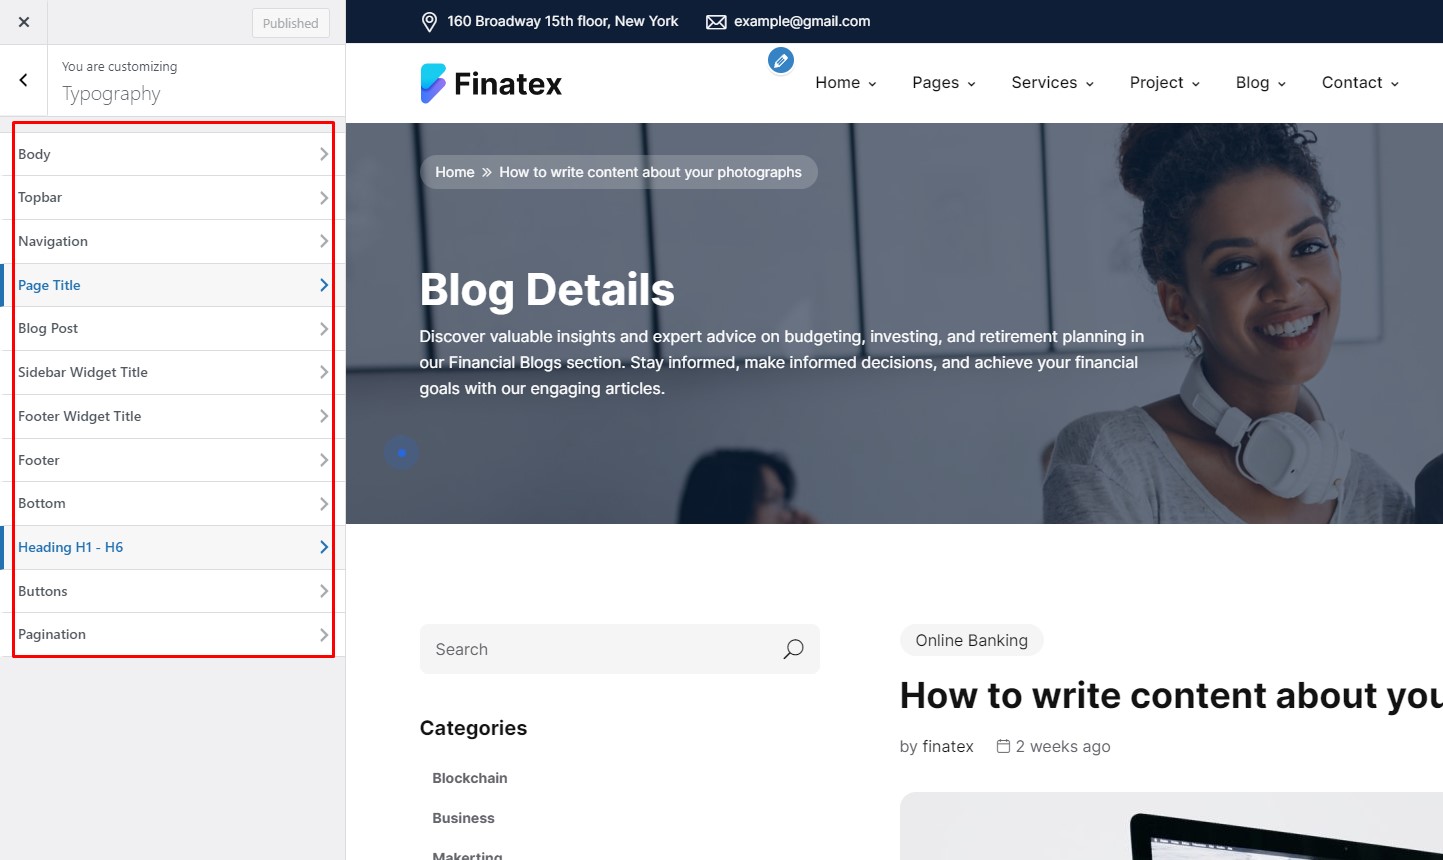 Published
You are customizing
Typography
Body
Topbar
Navigation
Page Title
Blog Post
Sidebar Widget Title
Footer Widget Title
Footer
Bottom
Heading H1 - H6
Buttons
Pagination
160 Broadway 15th floor, New York example@gmail.com
Finatex
Home Pages Services Project Blog Contact
Home » How to write content about your photographs
Blog Details
Discover valuable insights and expert advice on budgeting, investing, and retirement planning in
our Financial Blogs section. Stay informed, make informed decisions, and achieve your financial
goals with our engaging articles.
Search
Categories
Blockchain
Business
Makerting
Online Banking
How to write content about you
by finatex 2 weeks ago